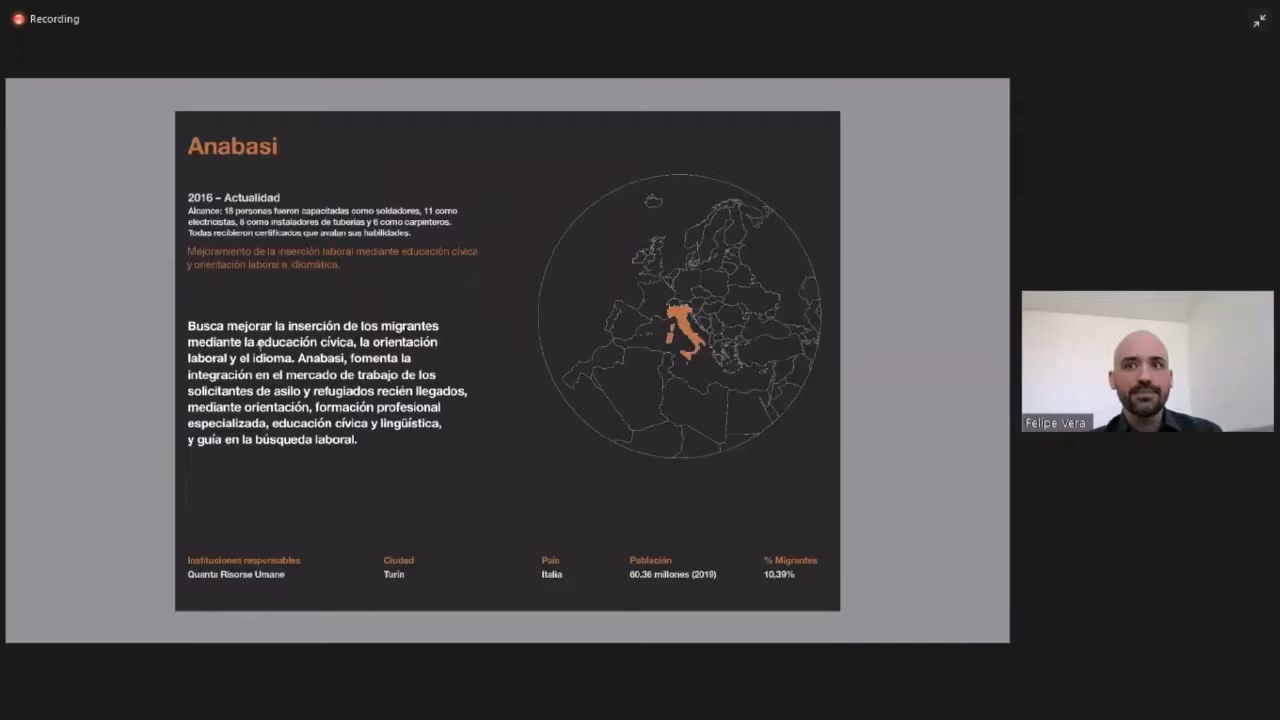 Recording
Anabasi
2016 – Actualidad
Alcance: 18 personas fueron capacitadas como soldadores, 11 como
electricistas, 8 como instaladores de tuberías y 6 como carpinteros.
Todas recibieron certificados que avalan sus habilidades.
Mejoramiento de la inserción laboral mediante educación cívica
y orientación laboral e idiomática.
Busca mejorar la inserción de los migrantes
mediante la educación cívica, la orientación
laboral y el idioma. Anabasi, fomenta la
integración en el mercado de trabajo de los
solicitantes de asilo y refugiados recién llegados,
mediante orientación, formación profesional
especializada, educación cívica y lingüística,
y guía en la búsqueda laboral.
Instituciones responsables
Quanta Risorse Umane
Ciudad
Turín
País
Italia
Población
60.36 millones (2019)
% Migrantes
10,39%
Felipe Vera